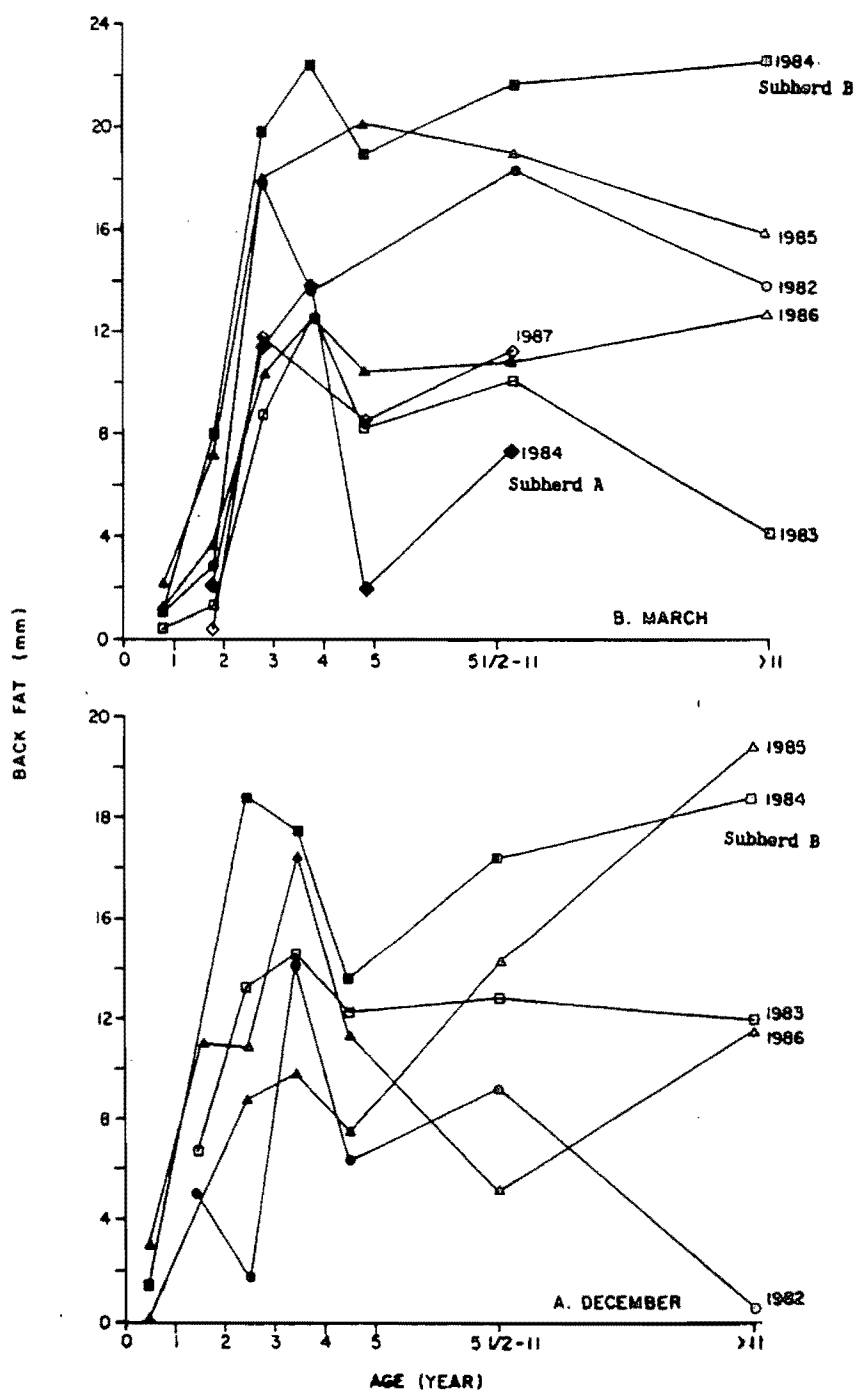 24
20
16
12
8
4
0
1984
Subherd B
1985
1982
1986
1987
1984
Subherd A
1983
B. MARCH
0 1 2 3 4 5 5 1/2-11 >11
BACK FAT (mm)
20
18
16
12
8
4
0
1985
1984
Subherd B
1983
1986
1982
A. DECEMBER
0 1 2 3 4 5 5 1/2-11 >11
AGE (YEAR)